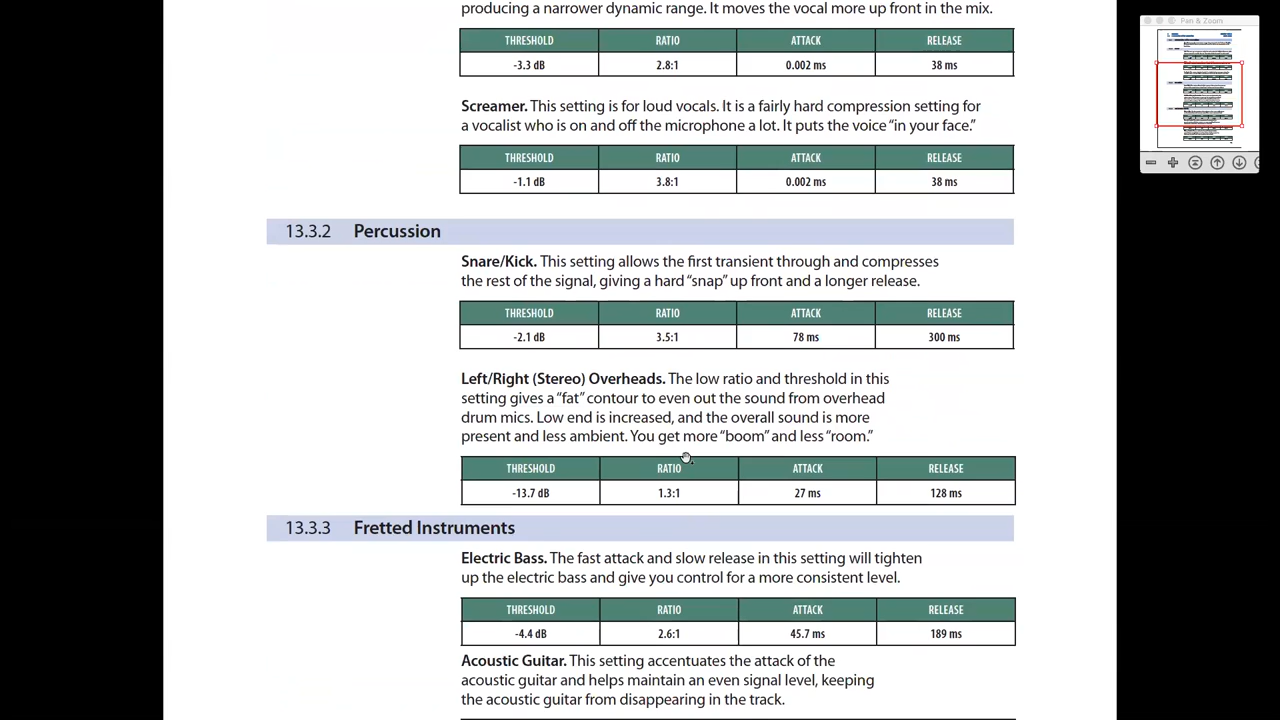 producing a narrower dynamic range. It moves the vocal more up front in the mix.
THRESHOLD RATIO ATTACK RELEASE
-3.3 dB 2.8:1 0.002 ms 38 ms
Screamer. This setting is for loud vocals. It is a fairly hard compression setting for
a vocalist who is on and off the microphone a lot. It puts the voice “in your face.”
THRESHOLD RATIO ATTACK RELEASE
-1.1 dB 3.8:1 0.002 ms 38 ms
13.3.2 Percussion
Snare/Kick. This setting allows the first transient through and compresses
the rest of the signal, giving a hard “snap” up front and a longer release.
THRESHOLD RATIO ATTACK RELEASE
-2.1 dB 3.5:1 78 ms 300 ms
Left/Right (Stereo) Overheads. The low ratio and threshold in this
setting gives a “fat” contour to even out the sound from overhead
drum mics. Low end is increased, and the overall sound is more
present and less ambient. You get more “boom” and less “room.”
THRESHOLD RATIO ATTACK RELEASE
-13.7 dB 1.3:1 27 ms 128 ms
13.3.3 Fretted Instruments
Electric Bass. The fast attack and slow release in this setting will tighten
up the electric bass and give you control for a more consistent level.
THRESHOLD RATIO ATTACK RELEASE
-4.4 dB 2.6:1 45.7 ms 189 ms
Acoustic Guitar. This setting accentuates the attack of the
acoustic guitar and helps maintain an even signal level, keeping
the acoustic guitar from disappearing in the track.
Pan & Zoom